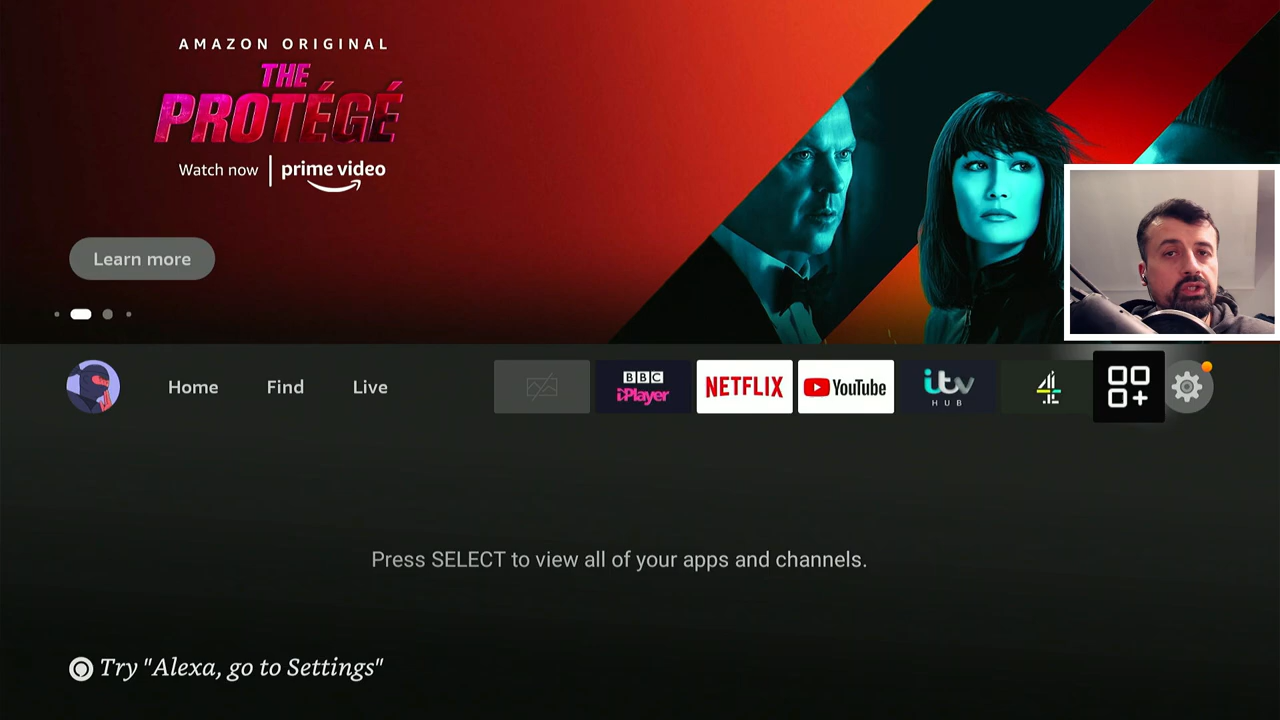 AMAZON ORIGINAL
THE
PROTÉGÉ
Watch now | prime video
Learn more
Home
Find
Live
BBC
iPlayer
NETFLIX
YouTube
itv
HUB
4
Press SELECT to view all of your apps and channels.
Try "Alexa, go to Settings"